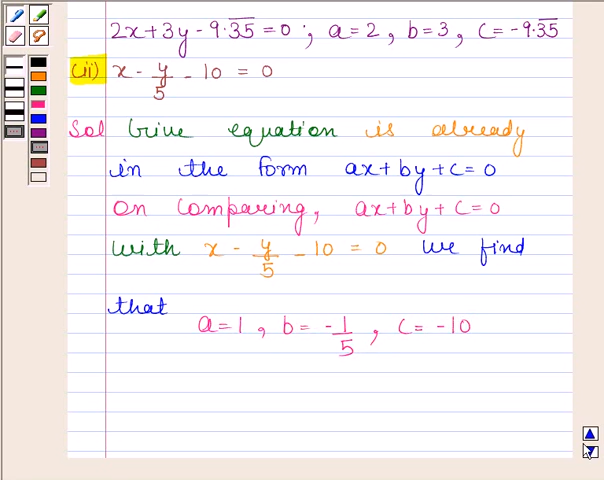 2x + 3y - 9.3̅5̅ = 0 ; a = 2, b = 3, c = -9.3̅5̅
(ii) x - y/5 - 10 = 0
Sol Give equation is already
in the form ax + by + c = 0
On comparing, ax + by + c = 0
with x - y/5 - 10 = 0 we find
that
a = 1, b = -1/5, c = -10